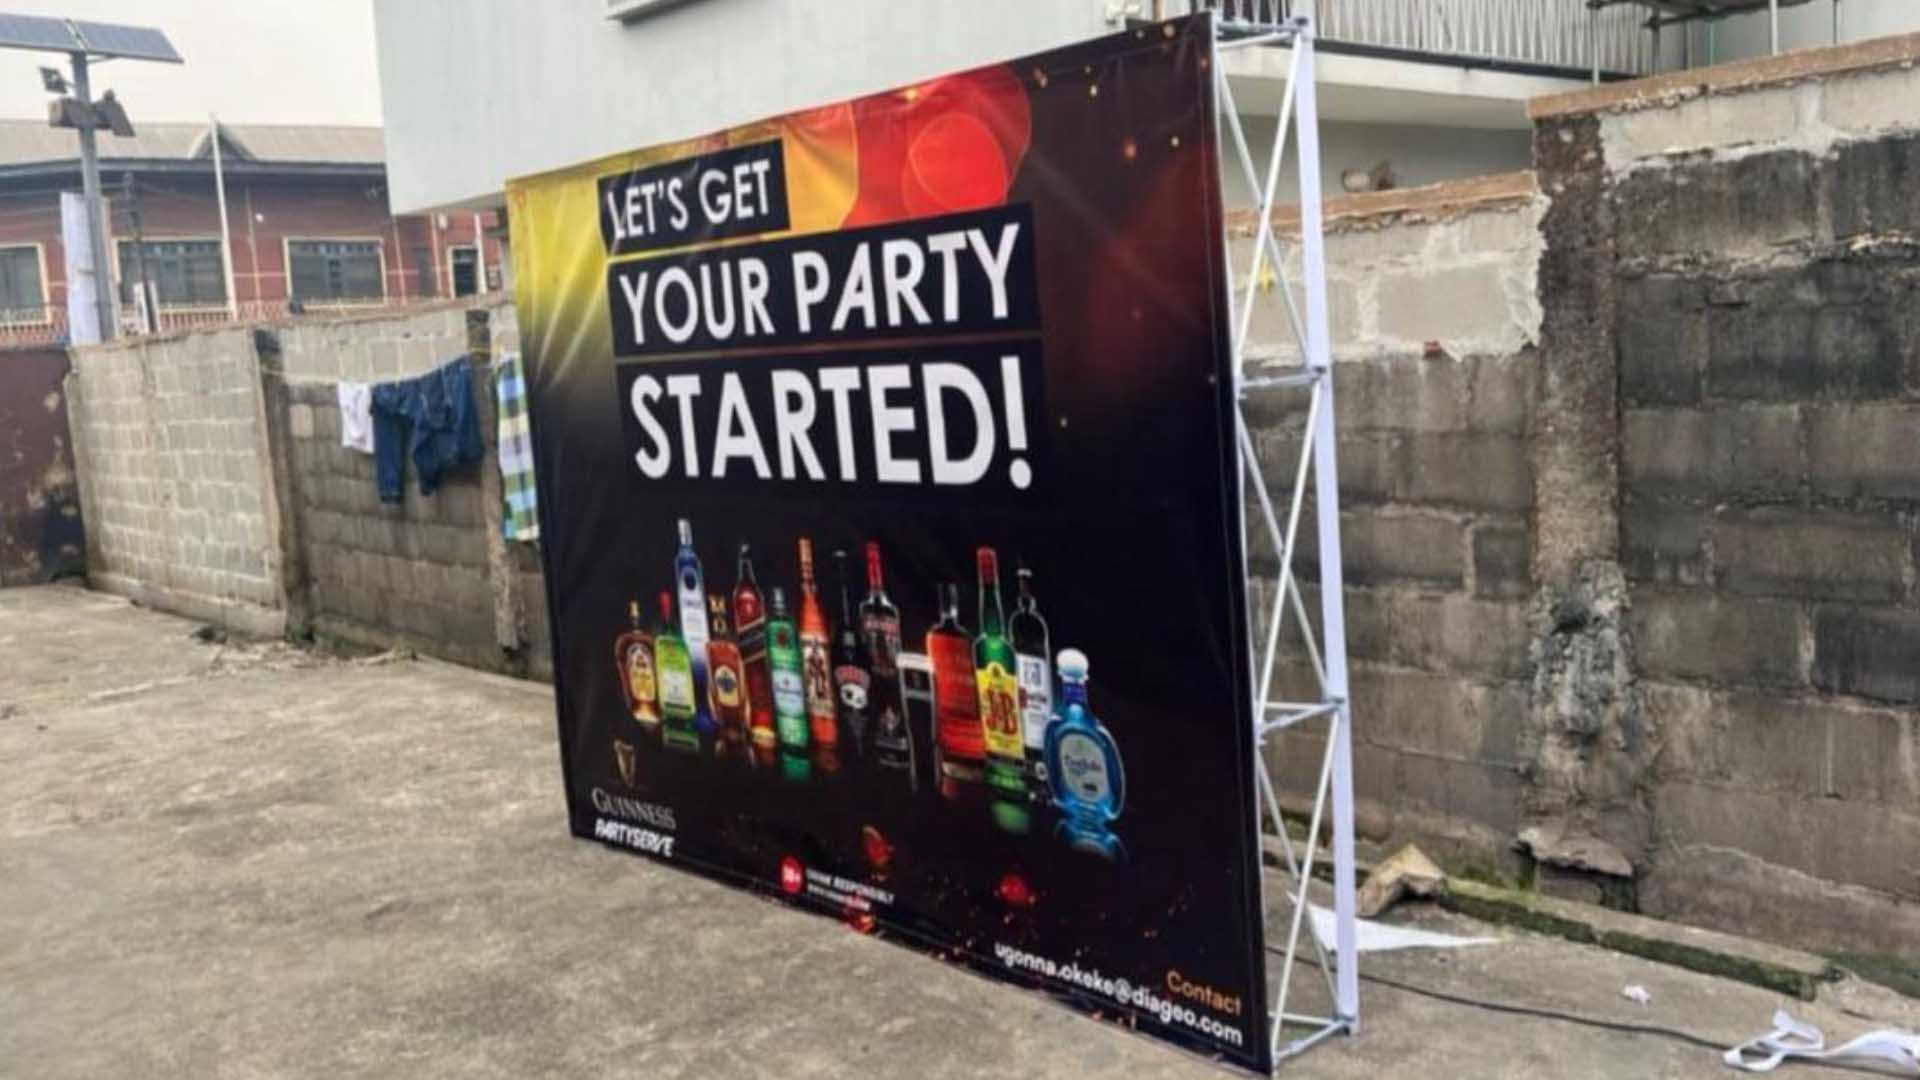 LET'S GET
YOUR PARTY
STARTED!
J&B
GUINNESS
PARTYSERVE
18+
DRINK RESPONSIBLY
Contact
ugonna.okeke@diageo.com